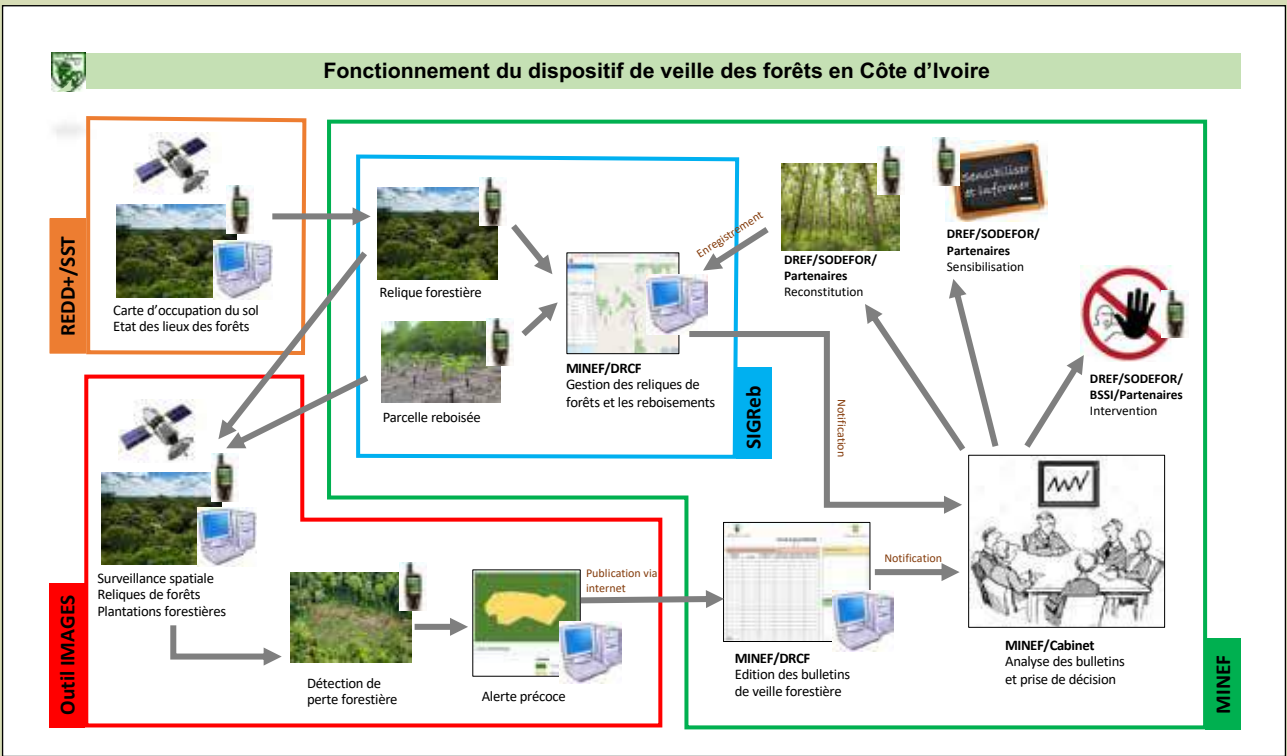 Fonctionnement du dispositif de veille des forêts en Côte d'Ivoire
REDD+/SST
Carte d'occupation du sol
Etat des lieux des forêts
Relique forestière
Parcelle reboisée
MINEF/DRCF
Gestion des reliques de
forêts et les reboisements
SIGReb
Enregistrement
DREF/SODEFOR/
Partenaires
Reconstitution
Sensibiliser
et informer
DREF/SODEFOR/
Partenaires
Sensibilisation
DREF/SODEFOR/
BSSI/Partenaires
Intervention
Notification
Outil IMAGES
Surveillance spatiale
Reliques de forêts
Plantations forestières
Détection de
perte forestière
Alerte précoce
Publication via
internet
MINEF/DRCF
Edition des bulletins
de veille forestière
Notification
MINEF/Cabinet
Analyse des bulletins
et prise de décision
MINEF